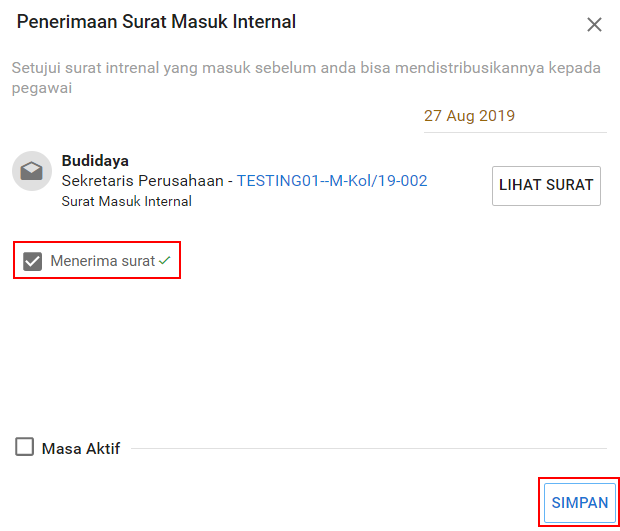 Penerimaan Surat Masuk Internal
Setujui surat intrenal yang masuk sebelum anda bisa mendistribusikannya kepada
pegawai
27 Aug 2019
Budidaya
Sekretaris Perusahaan - TESTING01--M-Kol/19-002
Surat Masuk Internal
LIHAT SURAT
Menerima surat
Masa Aktif
SIMPAN